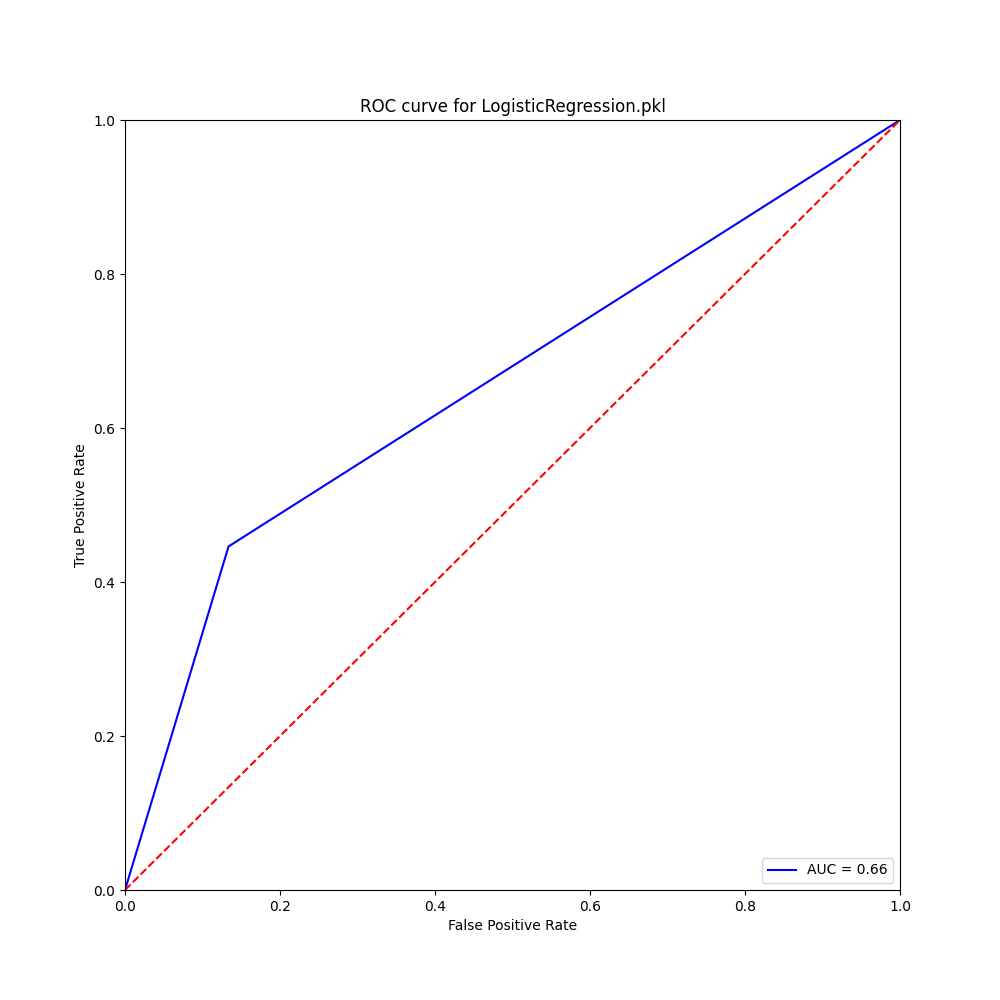 ROC curve for LogisticRegression.pkl
1.0
0.8
0.6
0.4
0.2
0.0
True Positive Rate
AUC = 0.66
0.0 0.2 0.4 0.6 0.8 1.0
False Positive Rate